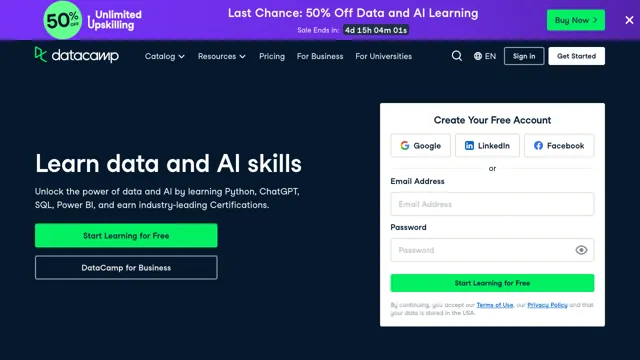 50% OFF
Unlimited
Upskilling
Last Chance: 50% Off Data and AI Learning
Sale Ends in: 4d 15h 04m 01s
Buy Now
datacamp
Catalog
Resources
Pricing
For Business
For Universities
EN
Sign in
Get Started
Learn data and AI skills
Unlock the power of data and AI by learning Python, ChatGPT,
SQL, Power BI, and earn industry-leading Certifications.
Start Learning for Free
DataCamp for Business
Create Your Free Account
Google
LinkedIn
Facebook
or
Email Address
Email Address
Password
Password
Start Learning for Free
By continuing, you accept our Terms of Use, our Privacy Policy and that
your data is stored in the USA.